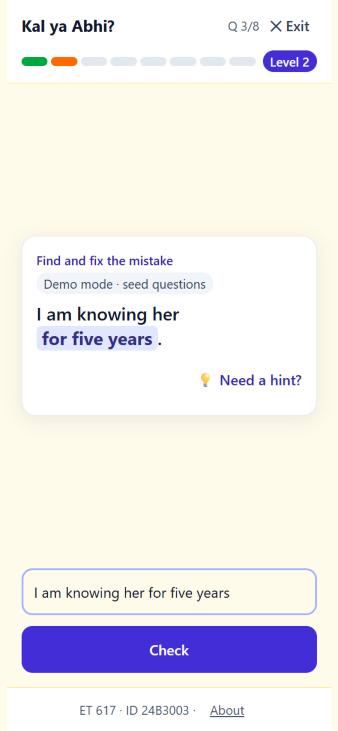 Kal ya Abhi?
Q 3/8
Exit
Level 2
Find and fix the mistake
Demo mode · seed questions
I am knowing her
for five years .
Need a hint?
I am knowing her for five years
Check
ET 617 · ID 24B3003 · About